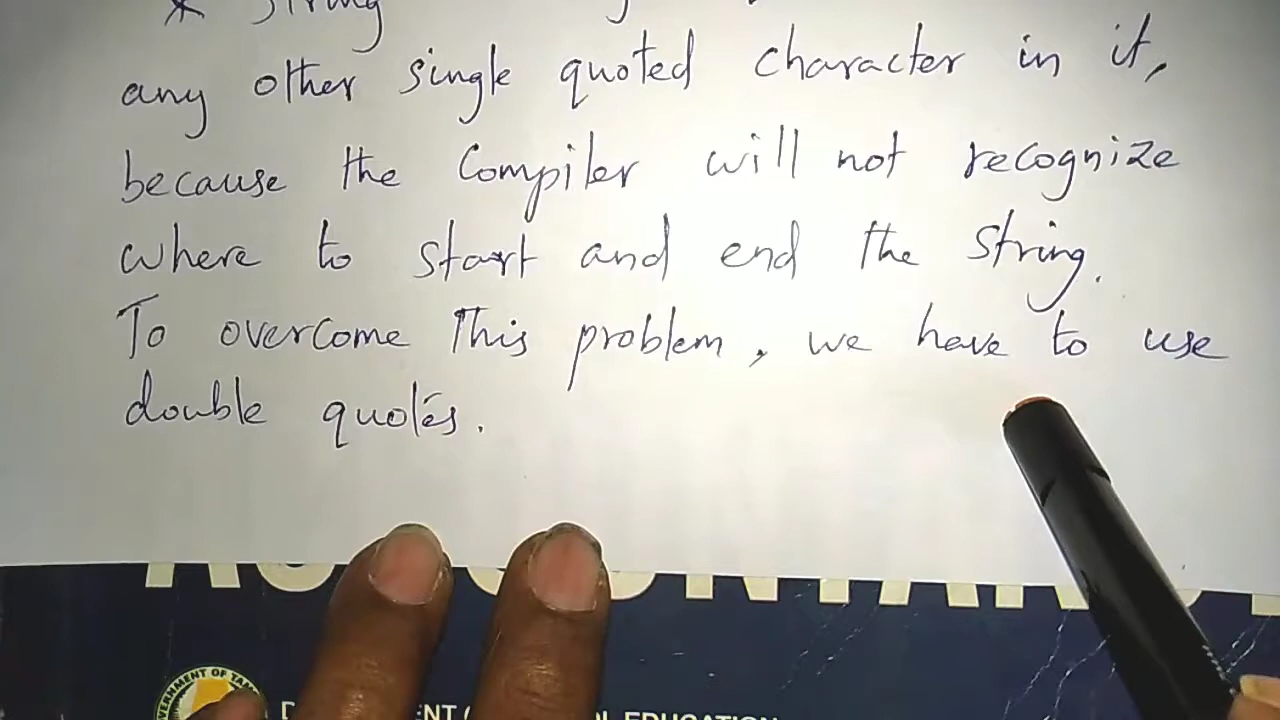 * String
any other single quoted character in it,
because the Compiler will not recognize
where to start and end the string.
To overcome This problem, we have to use
double quotes.